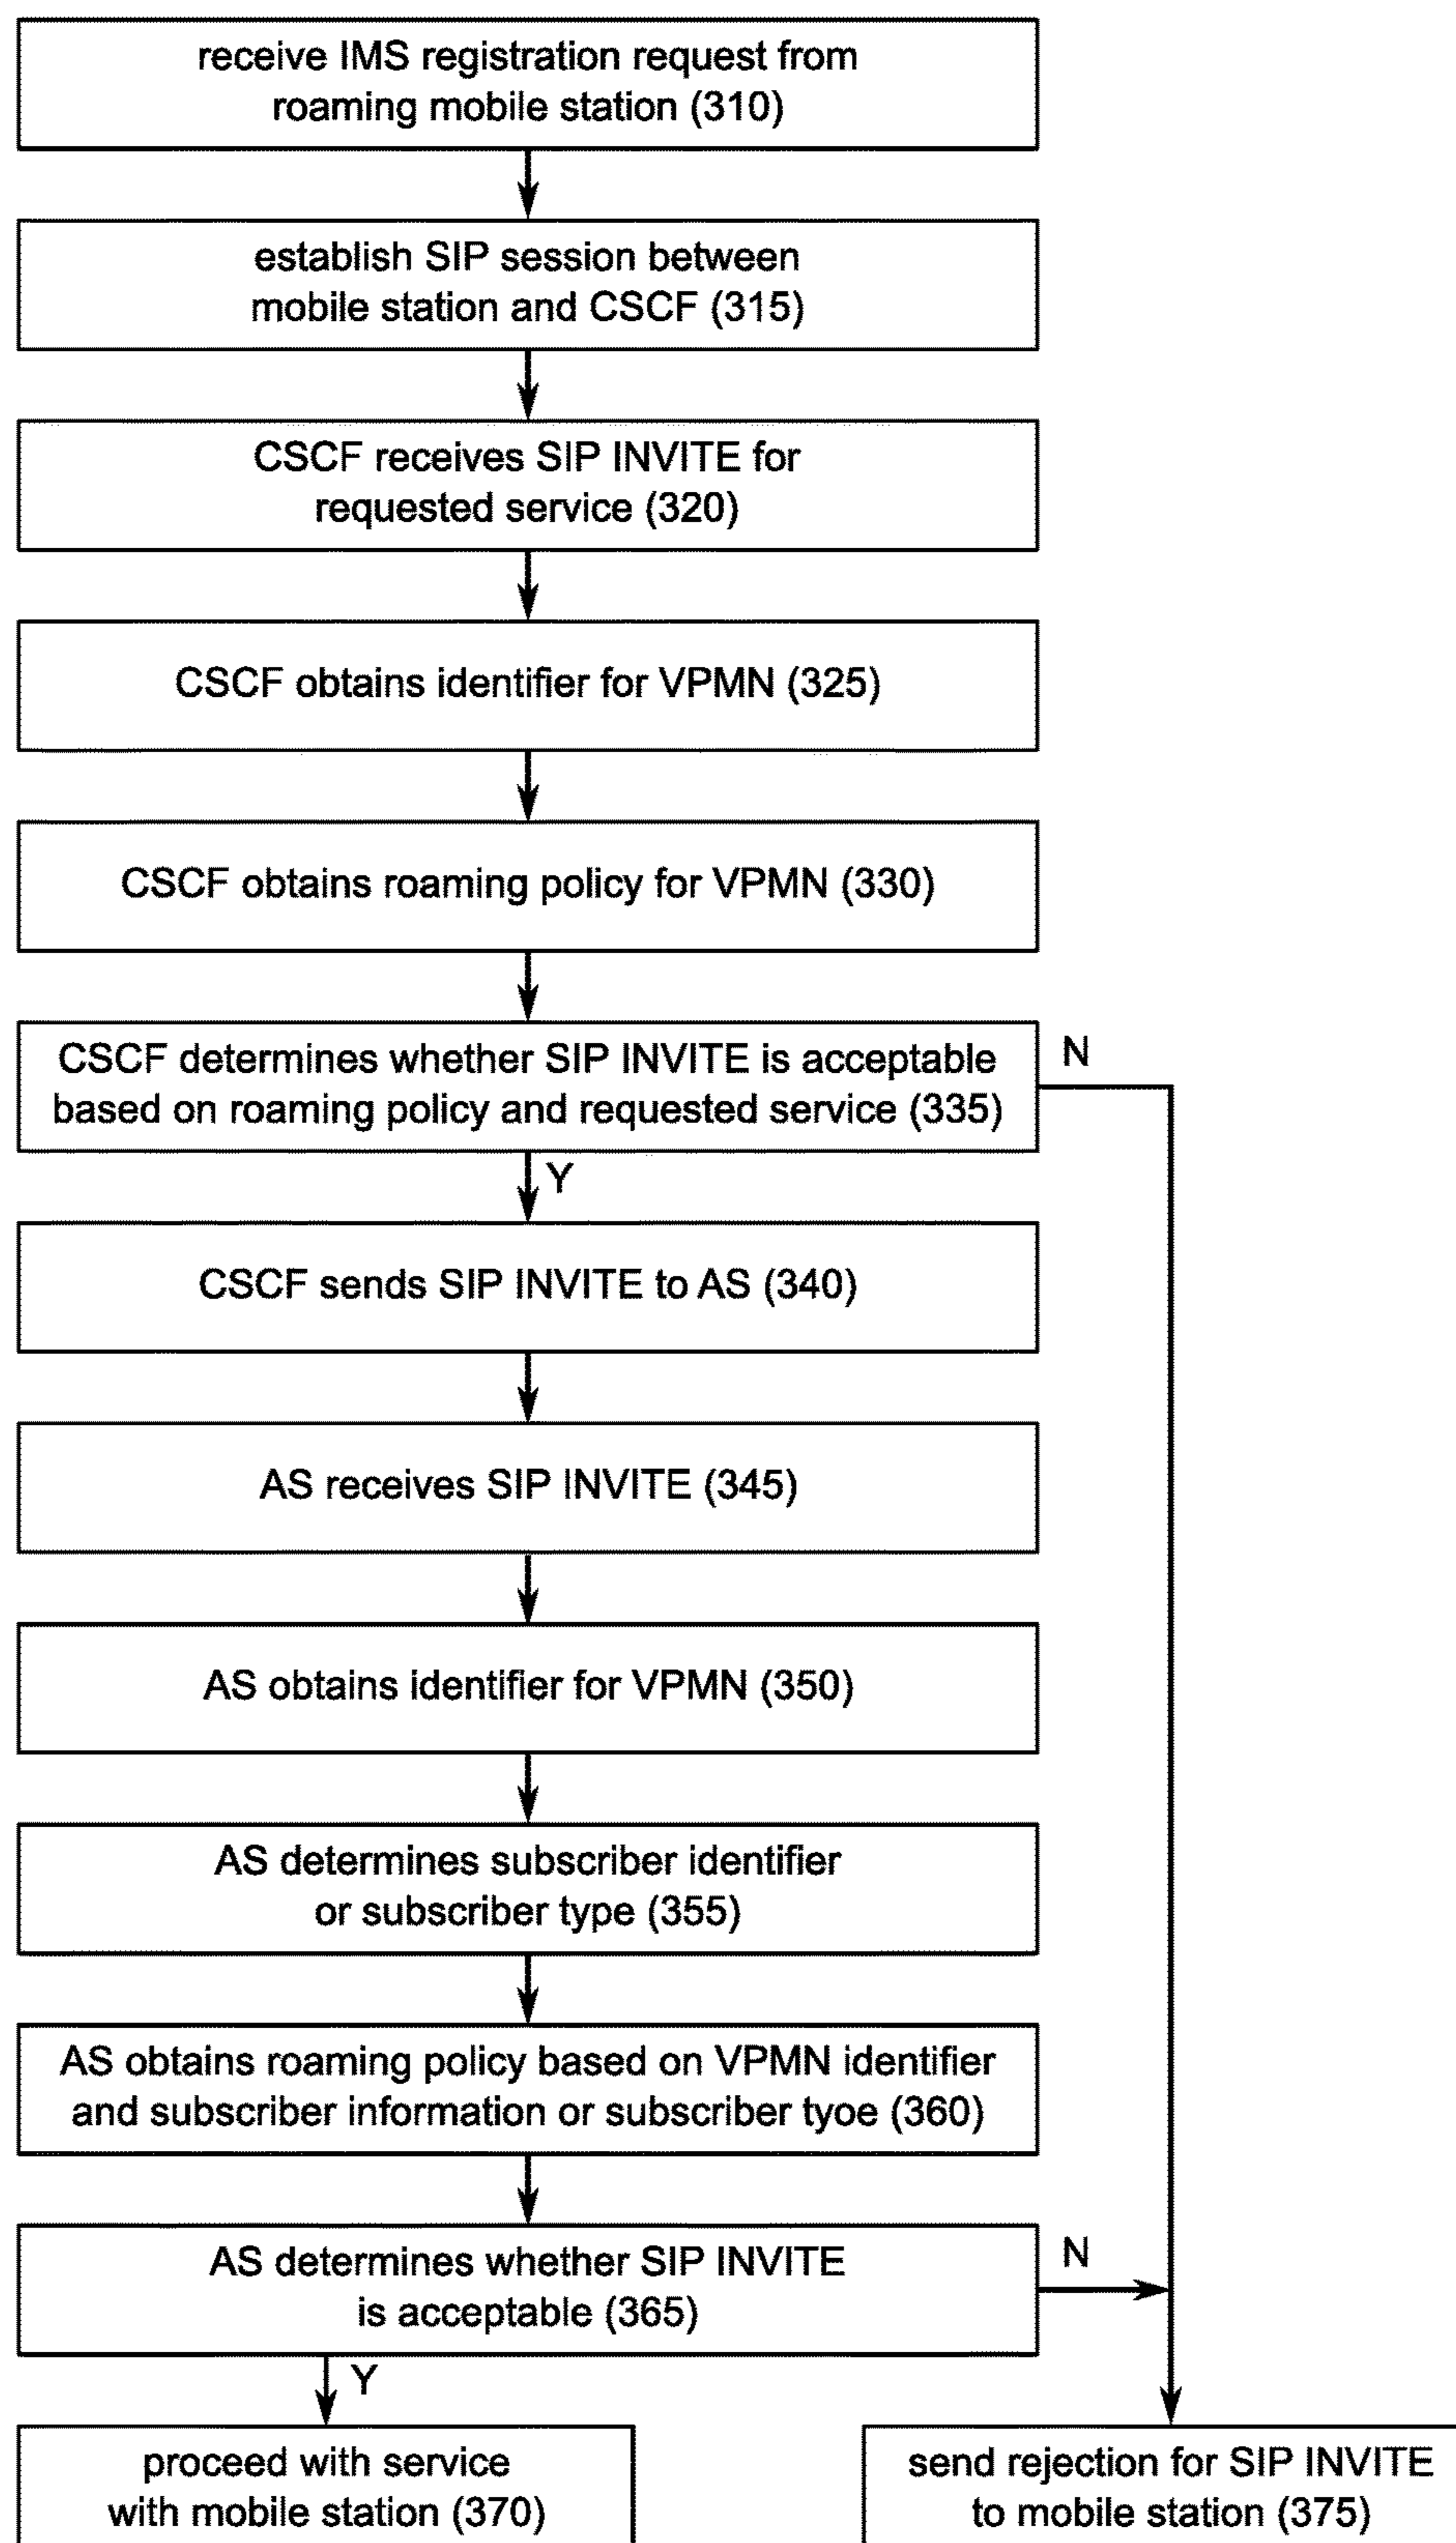 receive IMS registration request from
roaming mobile station (310)
establish SIP session between
mobile station and CSCF (315)
CSCF receives SIP INVITE for
requested service (320)
CSCF obtains identifier for VPMN (325)
CSCF obtains roaming policy for VPMN (330)
CSCF determines whether SIP INVITE is acceptable
based on roaming policy and requested service (335)
N
Y
CSCF sends SIP INVITE to AS (340)
AS receives SIP INVITE (345)
AS obtains identifier for VPMN (350)
AS determines subscriber identifier
or subscriber type (355)
AS obtains roaming policy based on VPMN identifier
and subscriber information or subscriber tyoe (360)
AS determines whether SIP INVITE
is acceptable (365)
N
Y
proceed with service
with mobile station (370)
send rejection for SIP INVITE
to mobile station (375)